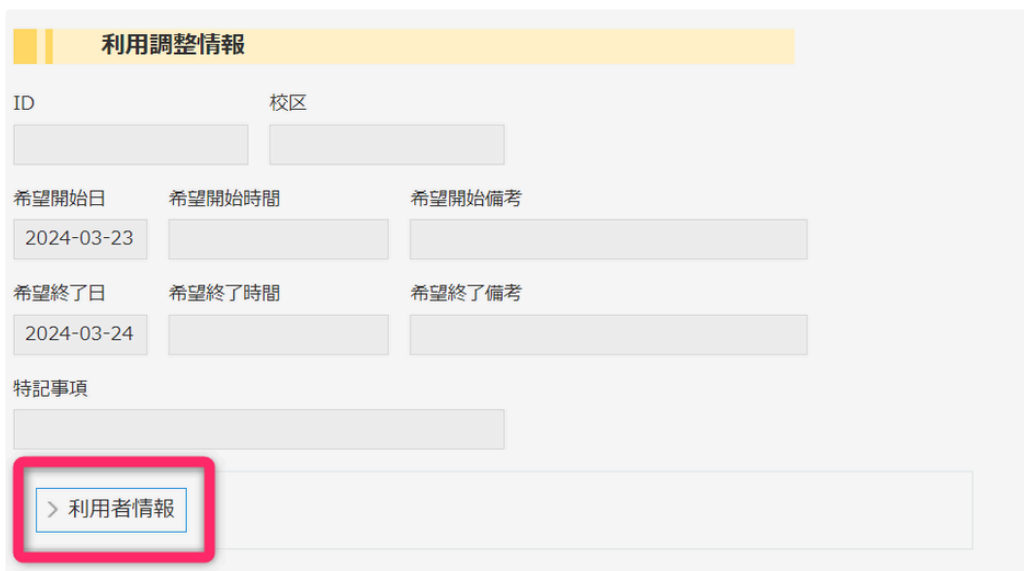 利用調整情報
ID 校区
希望開始日 希望開始時間 希望開始備考
2024-03-23
希望終了日 希望終了時間 希望終了備考
2024-03-24
特記事項
> 利用者情報